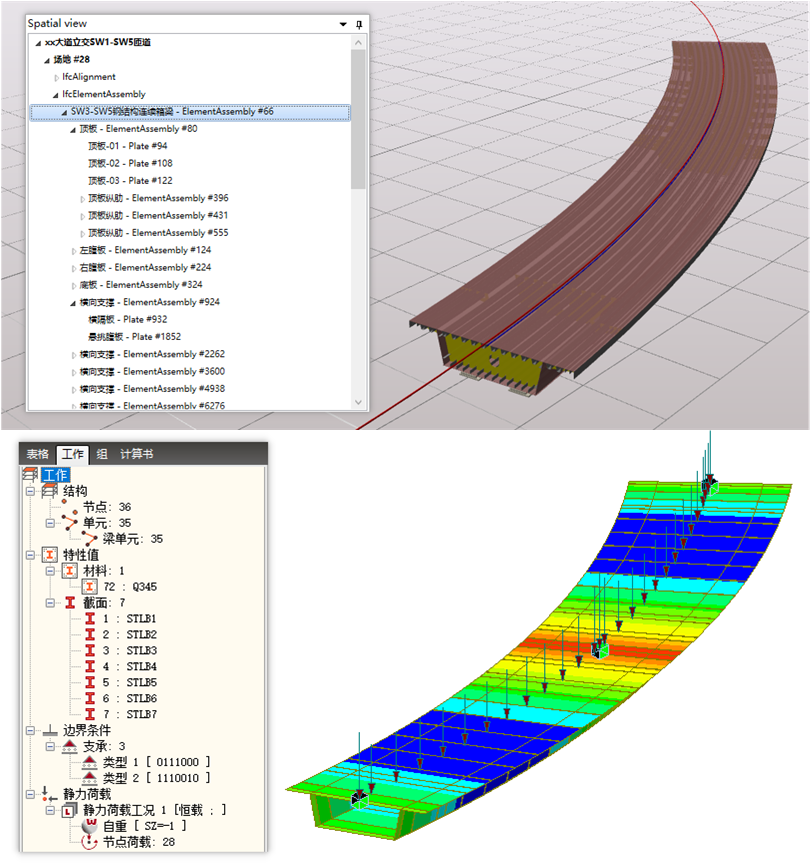 Spatial view
xx大道立交SW1-SW5匝道
场地 #28
IfcAlignment
IfcElementAssembly
SW3-SW5钢结构连续箱梁 - ElementAssembly #66
顶板 - ElementAssembly #80
顶板-01 - Plate #94
顶板-02 - Plate #108
顶板-03 - Plate #122
顶板纵肋 - ElementAssembly #396
顶板纵肋 - ElementAssembly #431
顶板纵肋 - ElementAssembly #555
左腹板 - ElementAssembly #124
右腹板 - ElementAssembly #224
底板 - ElementAssembly #324
横向支撑 - ElementAssembly #924
横隔板 - Plate #932
悬挑腹板 - Plate #1852
横向支撑 - ElementAssembly #2262
横向支撑 - ElementAssembly #3600
横向支撑 - ElementAssembly #4938
横向支撑 - ElementAssembly #6276
表格 工作 组 计算书
工作
结构
节点: 36
单元: 35
梁单元: 35
特性值
材料: 1
72 : Q345
截面: 7
1 : STLB1
2 : STLB2
3 : STLB3
4 : STLB4
5 : STLB5
6 : STLB6
7 : STLB7
边界条件
支承: 3
类型 1 [ 0111000 ]
类型 2 [ 1110010 ]
静力荷载
静力荷载工况 1 [恒载 ; ]
自重 [ SZ=-1 ]
节点荷载: 28